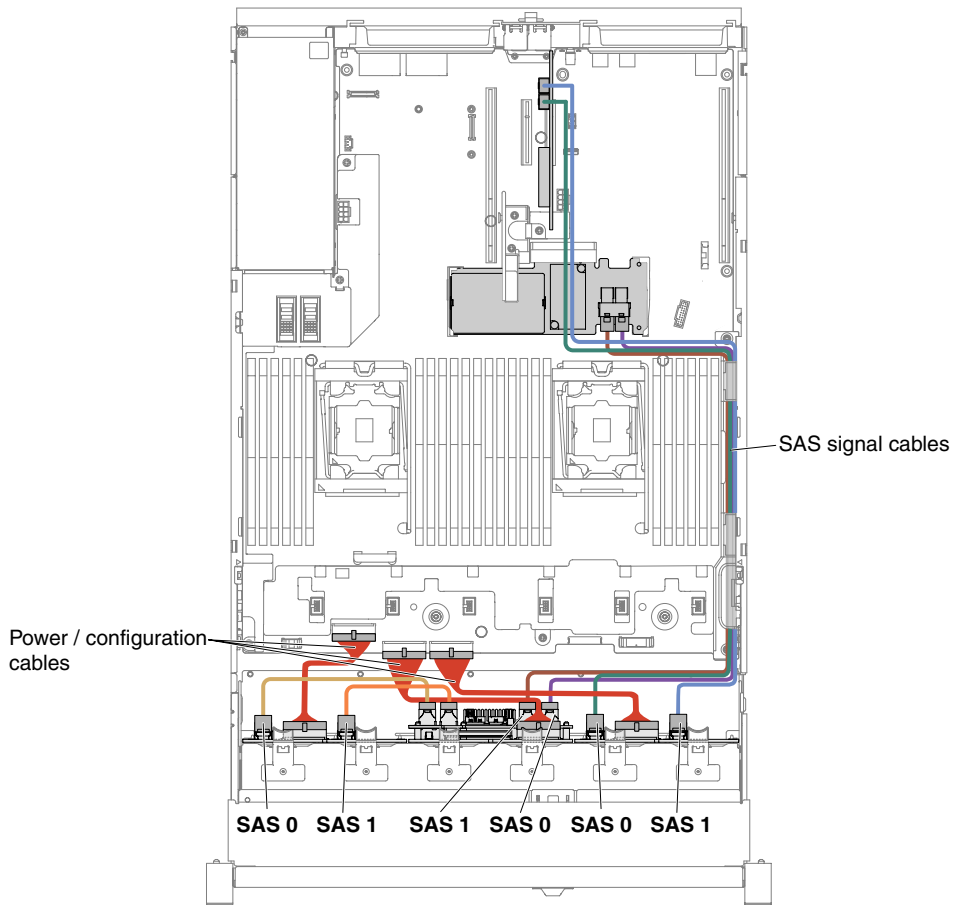 SAS signal cables
Power / configuration
cables
SAS 0 SAS 1 SAS 1 SAS 0 SAS 0 SAS 1